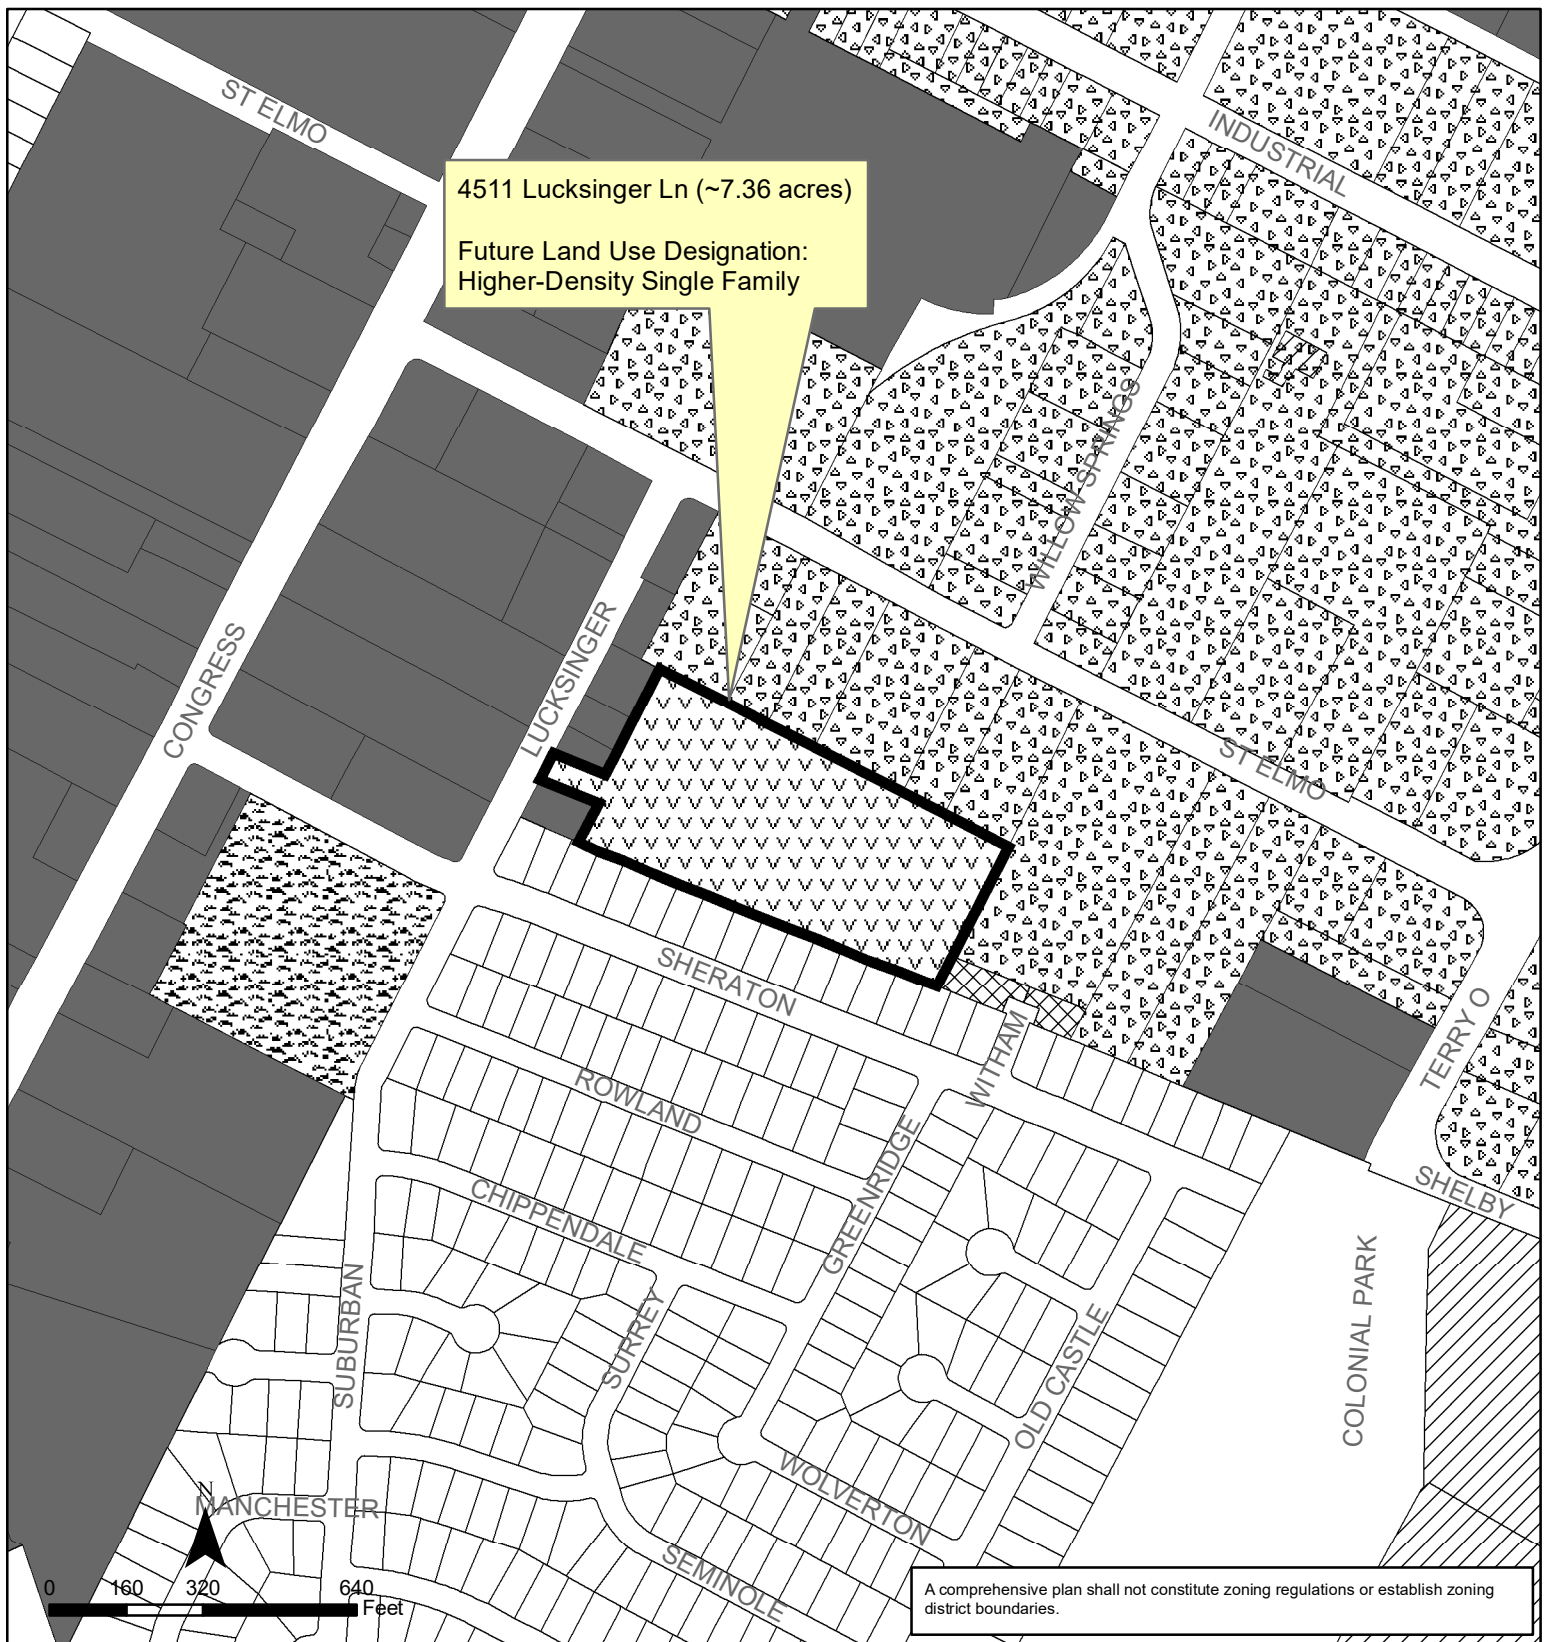 ST ELMO
INDUSTRIAL
4511 Lucksinger Ln (~7.36 acres)
Future Land Use Designation:
Higher-Density Single Family
WILLOW SPRINGS
LUCKSINGER
CONGRESS
ST ELMO
SHERATON
WITHAM
TERRY O
ROWLAND
GREENRIDGE
SHELBY
CHIPPENDALE
COLONIAL PARK
SUBURBAN
SURREY
OLD CASTLE
WOLVERTON
N
MANCHESTER
SEMINOLE
0 160 320 640
Feet
A comprehensive plan shall not constitute zoning regulations or establish zoning
district boundaries.